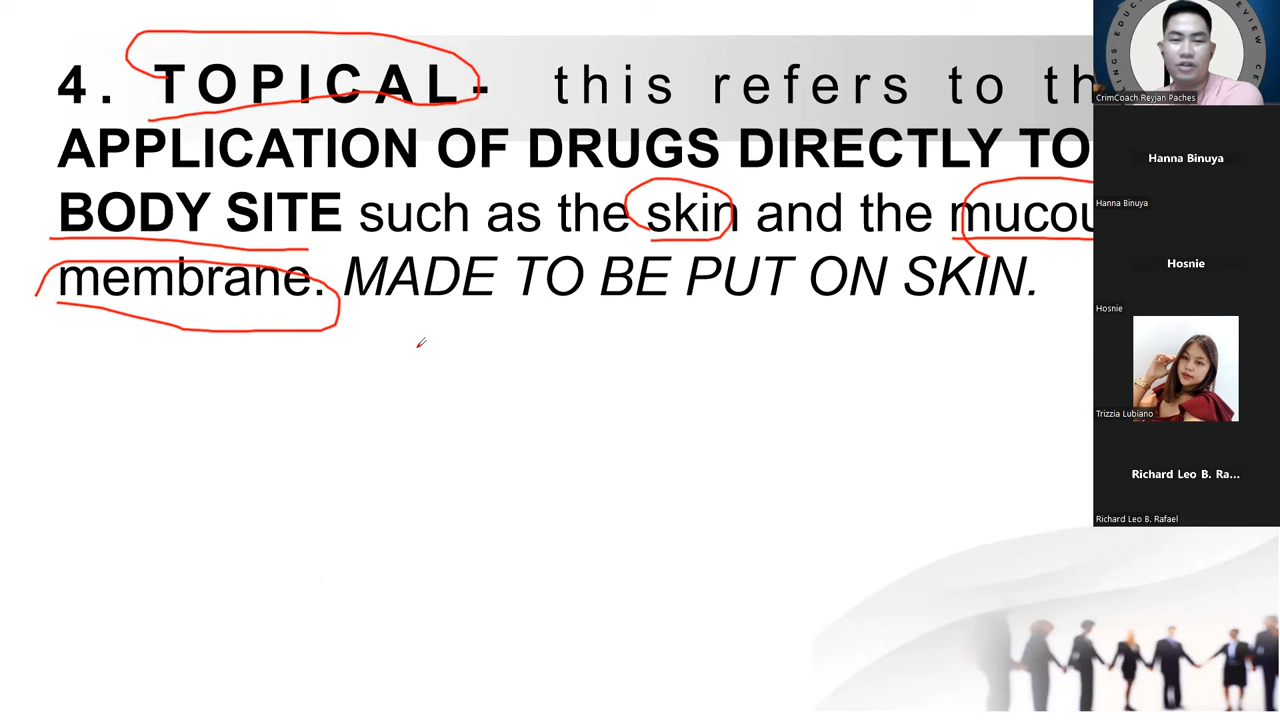 4. TOPICAL- this refers to th
APPLICATION OF DRUGS DIRECTLY TO
BODY SITE such as the skin and the mucou
membrane. MADE TO BE PUT ON SKIN.
CrimCoach Reyjan Paches
Hanna Binuya
Hanna Binuya
Hosnie
Hosnie
Trizzia Lubiano
Richard Leo B. Ra...
Richard Leo B. Rafael